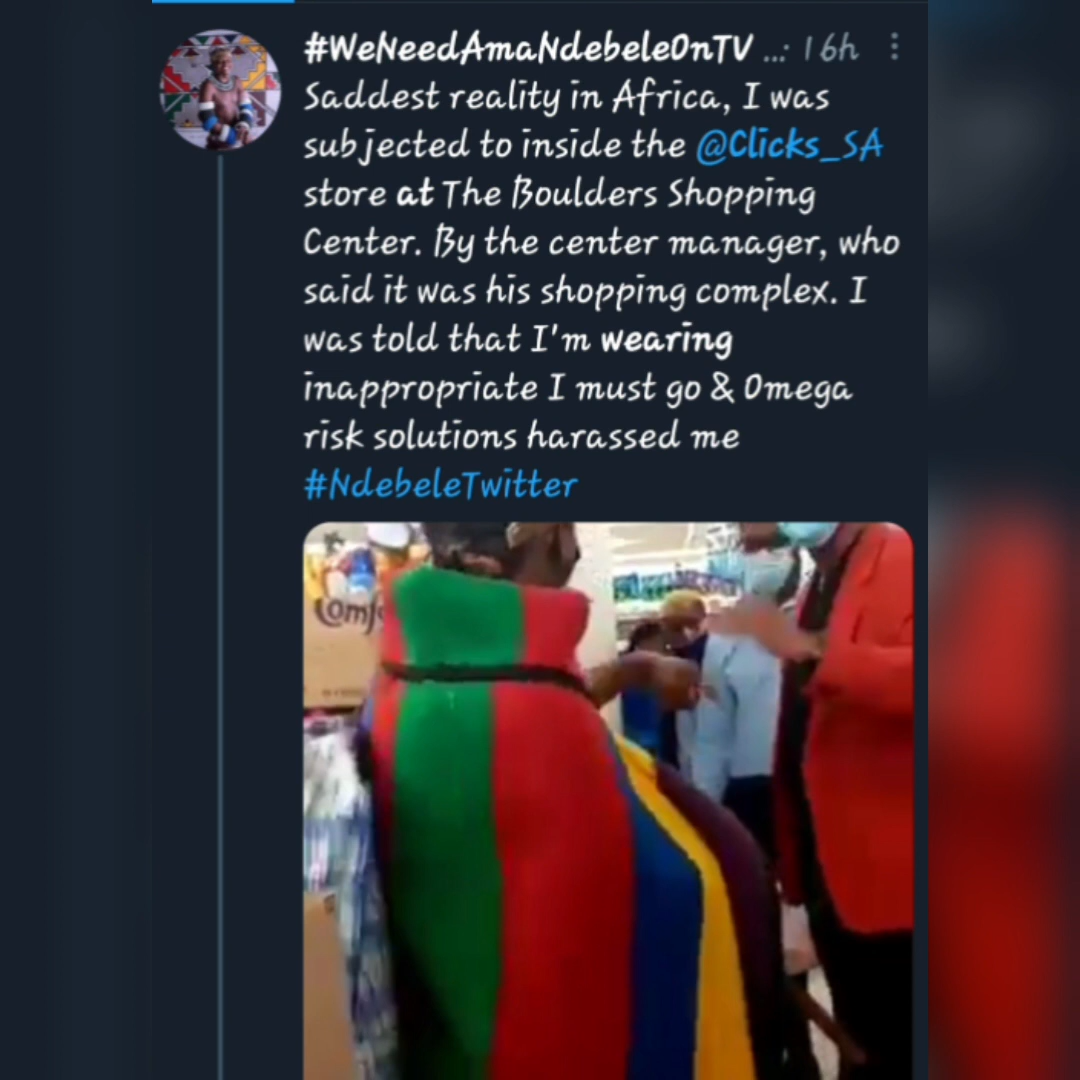 #WeNeedAmaNdebeleOnTV ...· 16h
Saddest reality in Africa, I was
subjected to inside the @Clicks_SA
store at The Boulders Shopping
Center. By the center manager, who
said it was his shopping complex. I
was told that I'm wearing
inappropriate I must go & Omega
risk solutions harassed me
#NdebeleTwitter
Comf